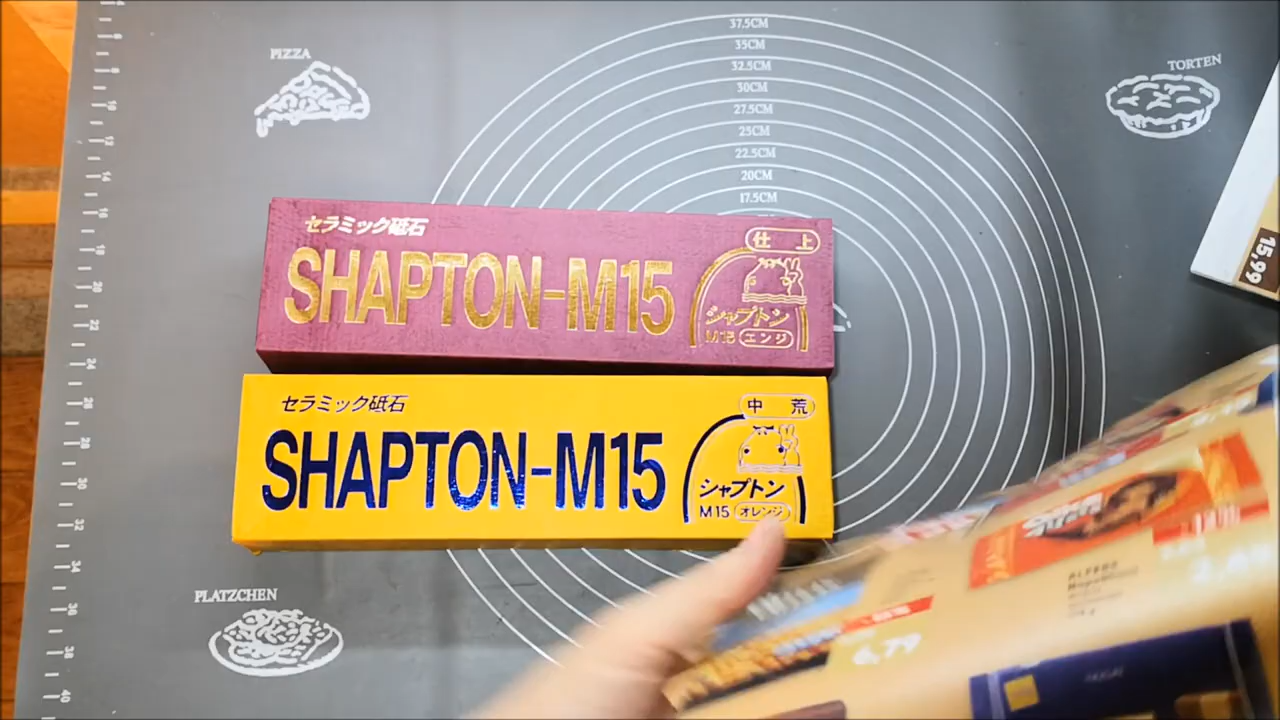 PIZZA
TORTEN
37.5CM
35CM
32.5CM
30CM
27.5CM
25CM
22.5CM
20CM
17.5CM
セラミック砥石
SHAPTON-M15
仕上
シャプトン
M15 エンジ
セラミック砥石
SHAPTON-M15
中荒
シャプトン
M15 オレンジ
PLATZCHEN
15.99
6.79
NUGAT